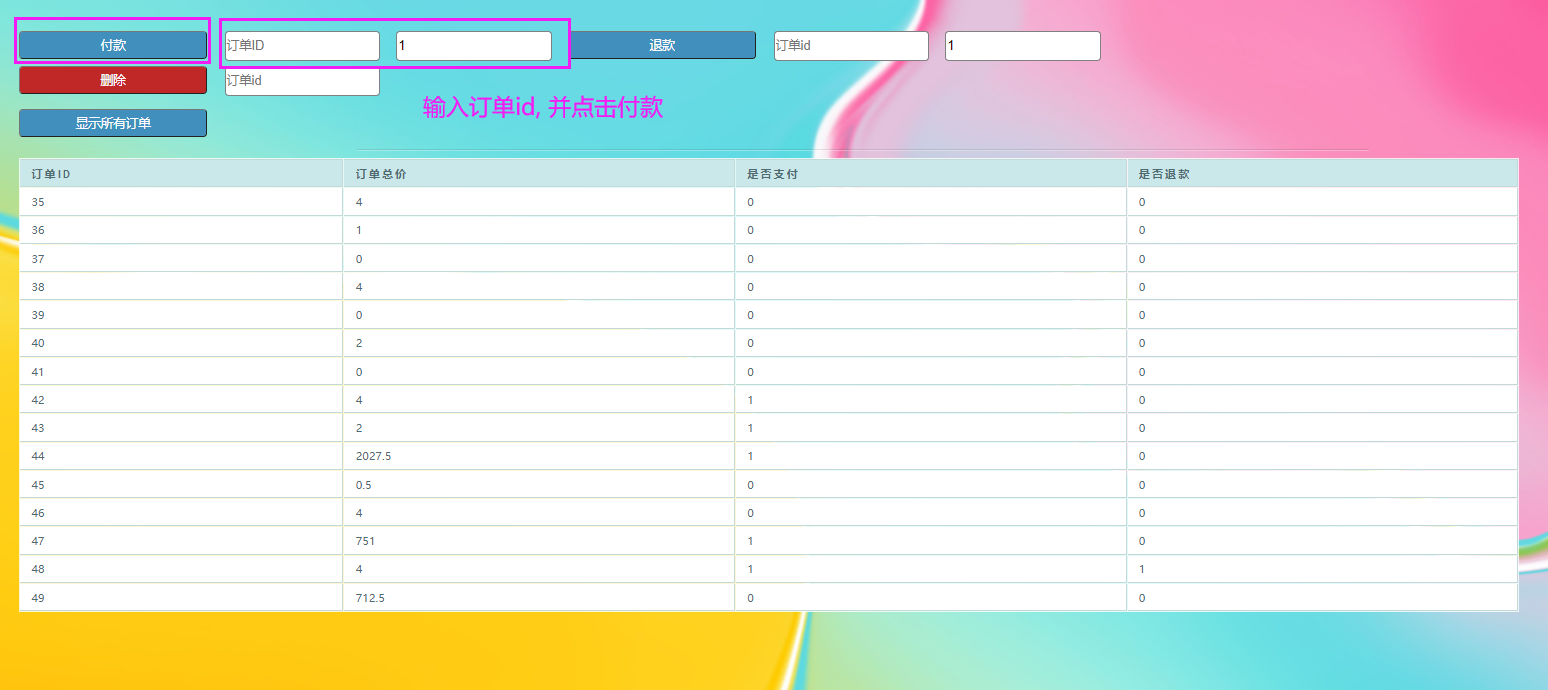 付款 订单ID 1 退款 订单id 1
删除 订单id
输入订单id, 并点击付款
显示所有订单
订单ID 订单总价 是否支付 是否退款
35 4 0 0
36 1 0 0
37 0 0 0
38 4 0 0
39 0 0 0
40 2 0 0
41 0 0 0
42 4 1 0
43 2 1 0
44 2027.5 1 0
45 0.5 0 0
46 4 0 0
47 751 1 0
48 4 1 1
49 712.5 0 0